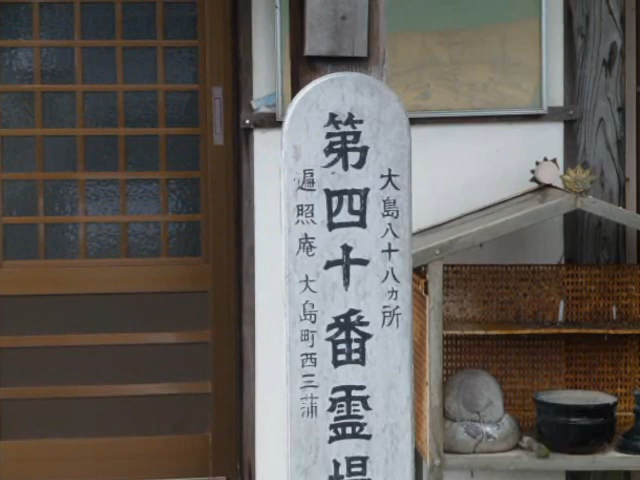 大島八十八ヵ所
第四十番霊場
遍照庵 大島町西三蒲